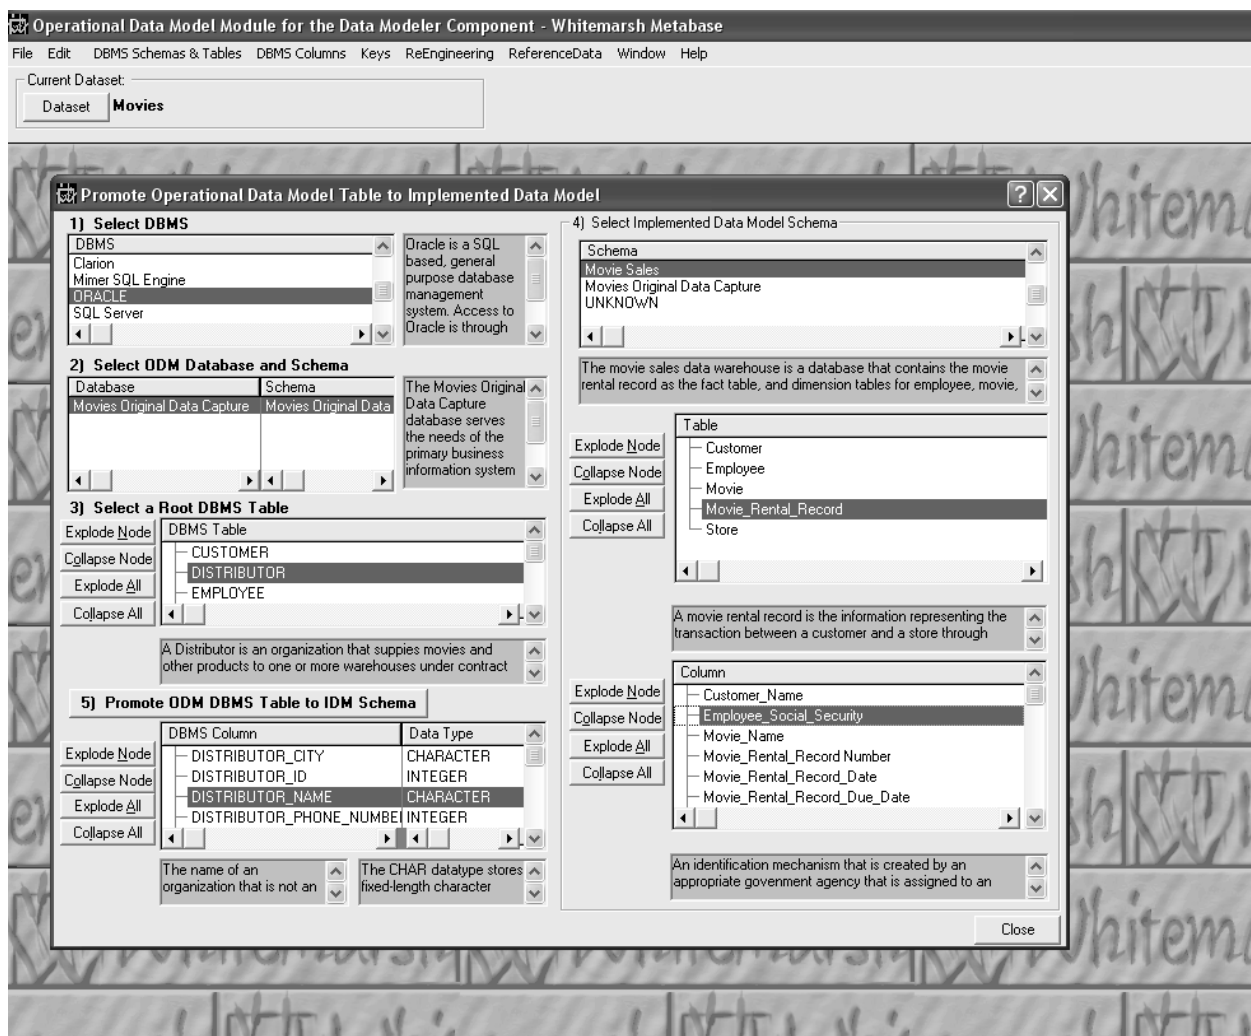 Operational Data Model Module for the Data Modeler Component - Whitemarsh Metabase
File Edit DBMS Schemas & Tables DBMS Columns Keys ReEngineering ReferenceData Window Help
Current Dataset:
Dataset Movies
Promote Operational Data Model Table to Implemented Data Model
1) Select DBMS
DBMS
Clarion
Mimer SQL Engine
ORACLE
SQL Server
Oracle is a SQL
based, general
purpose database
management
system. Access to
Oracle is through
2) Select ODM Database and Schema
Database Schema
Movies Original Data Capture Movies Original Data
The Movies Original
Data Capture
database serves
the needs of the
primary business
information system
3) Select a Root DBMS Table
Explode Node
Collapse Node
Explode All
Collapse All
DBMS Table
CUSTOMER
DISTRIBUTOR
EMPLOYEE
A Distributor is an organization that suppies movies and
other products to one or more warehouses under contract
5) Promote ODM DBMS Table to IDM Schema
Explode Node
Collapse Node
Explode All
Collapse All
DBMS Column Data Type
DISTRIBUTOR_CITY CHARACTER
DISTRIBUTOR_ID INTEGER
DISTRIBUTOR_NAME CHARACTER
DISTRIBUTOR_PHONE_NUMBE INTEGER
The name of an
organization that is not an
The CHAR datatype stores
fixed-length character
4) Select Implemented Data Model Schema
Schema
Movie Sales
Movies Original Data Capture
UNKNOWN
The movie sales data warehouse is a database that contains the movie
rental record as the fact table, and dimension tables for employee, movie,
Explode Node
Collapse Node
Explode All
Collapse All
Table
Customer
Employee
Movie
Movie_Rental_Record
Store
A movie rental record is the information representing the
transaction between a customer and a store through
Explode Node
Collapse Node
Explode All
Collapse All
Column
Customer_Name
Employee_Social_Security
Movie_Name
Movie_Rental_Record Number
Movie_Rental_Record_Date
Movie_Rental_Record_Due_Date
An identification mechanism that is created by an
appropriate govenment agency that is assigned to an
Close